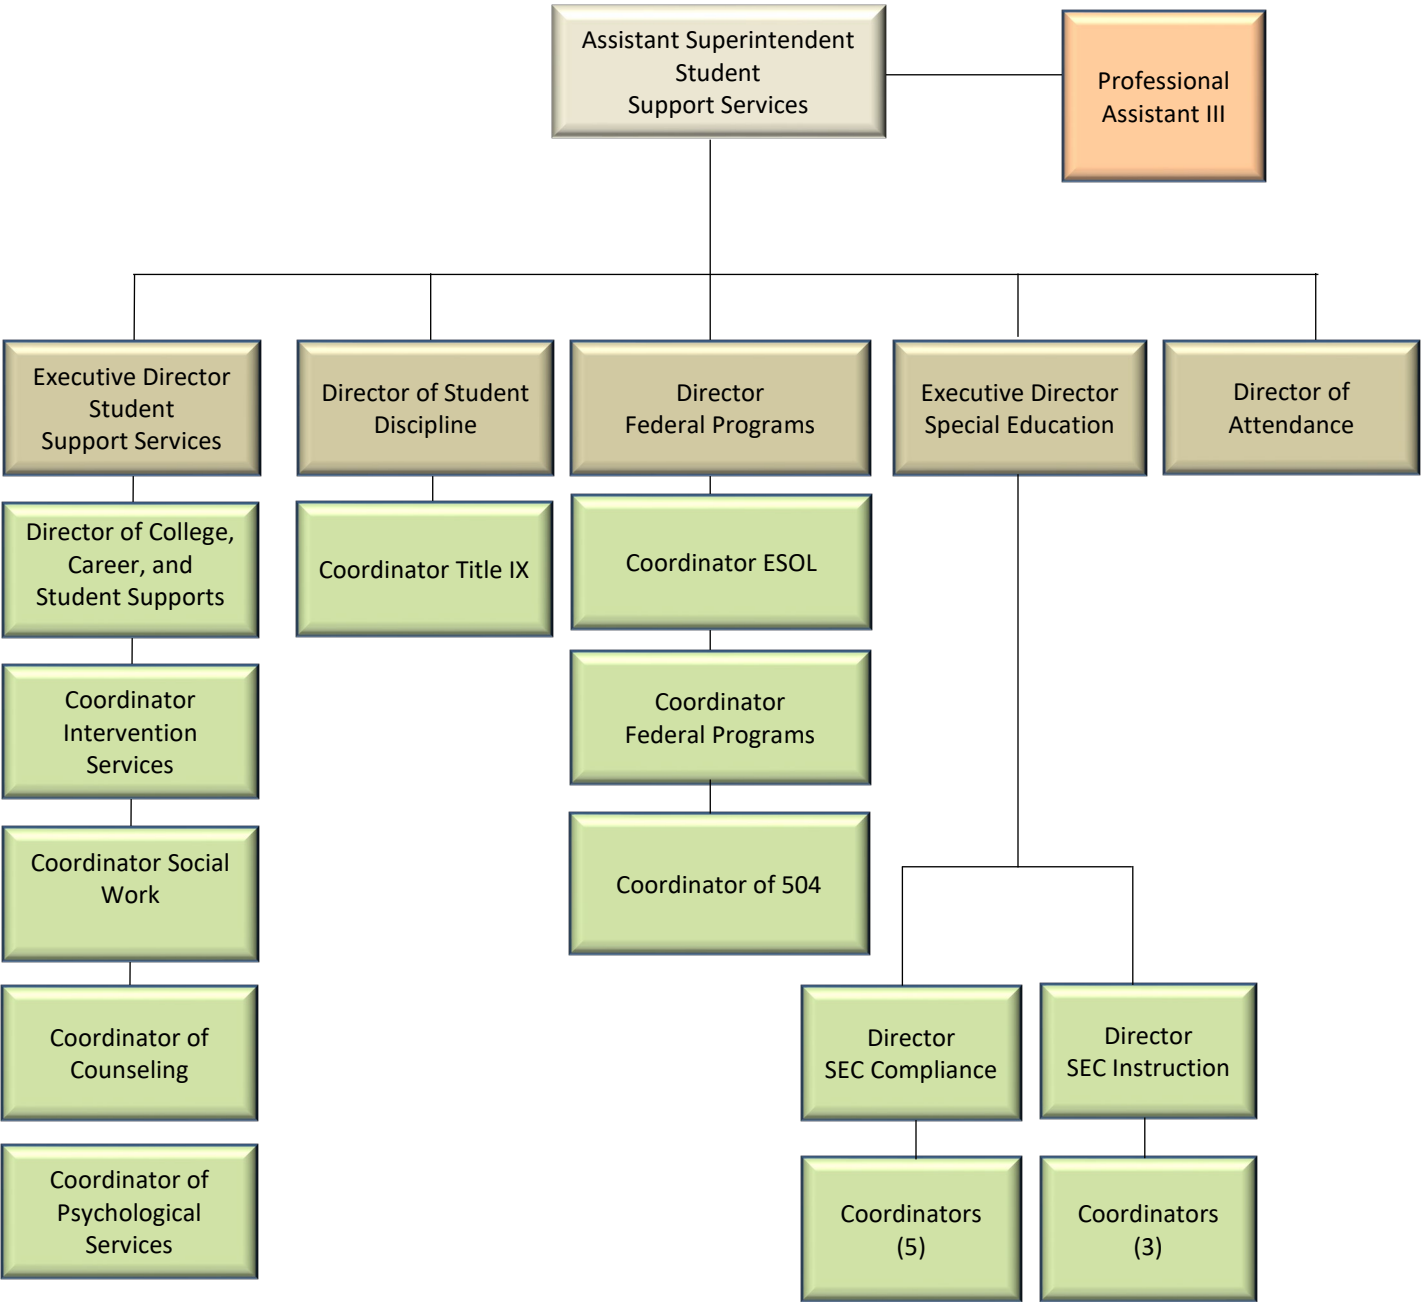 Assistant Superintendent
Student
Support Services
Professional
Assistant III
Executive Director
Student
Support Services
Director of Student
Discipline
Director
Federal Programs
Executive Director
Special Education
Director of
Attendance
Director of College,
Career, and
Student Supports
Coordinator
Intervention
Services
Coordinator Social
Work
Coordinator of
Counseling
Coordinator of
Psychological
Services
Coordinator Title IX
Coordinator ESOL
Coordinator
Federal Programs
Coordinator of 504
Director
SEC Compliance
Coordinators
(5)
Director
SEC Instruction
Coordinators
(3)